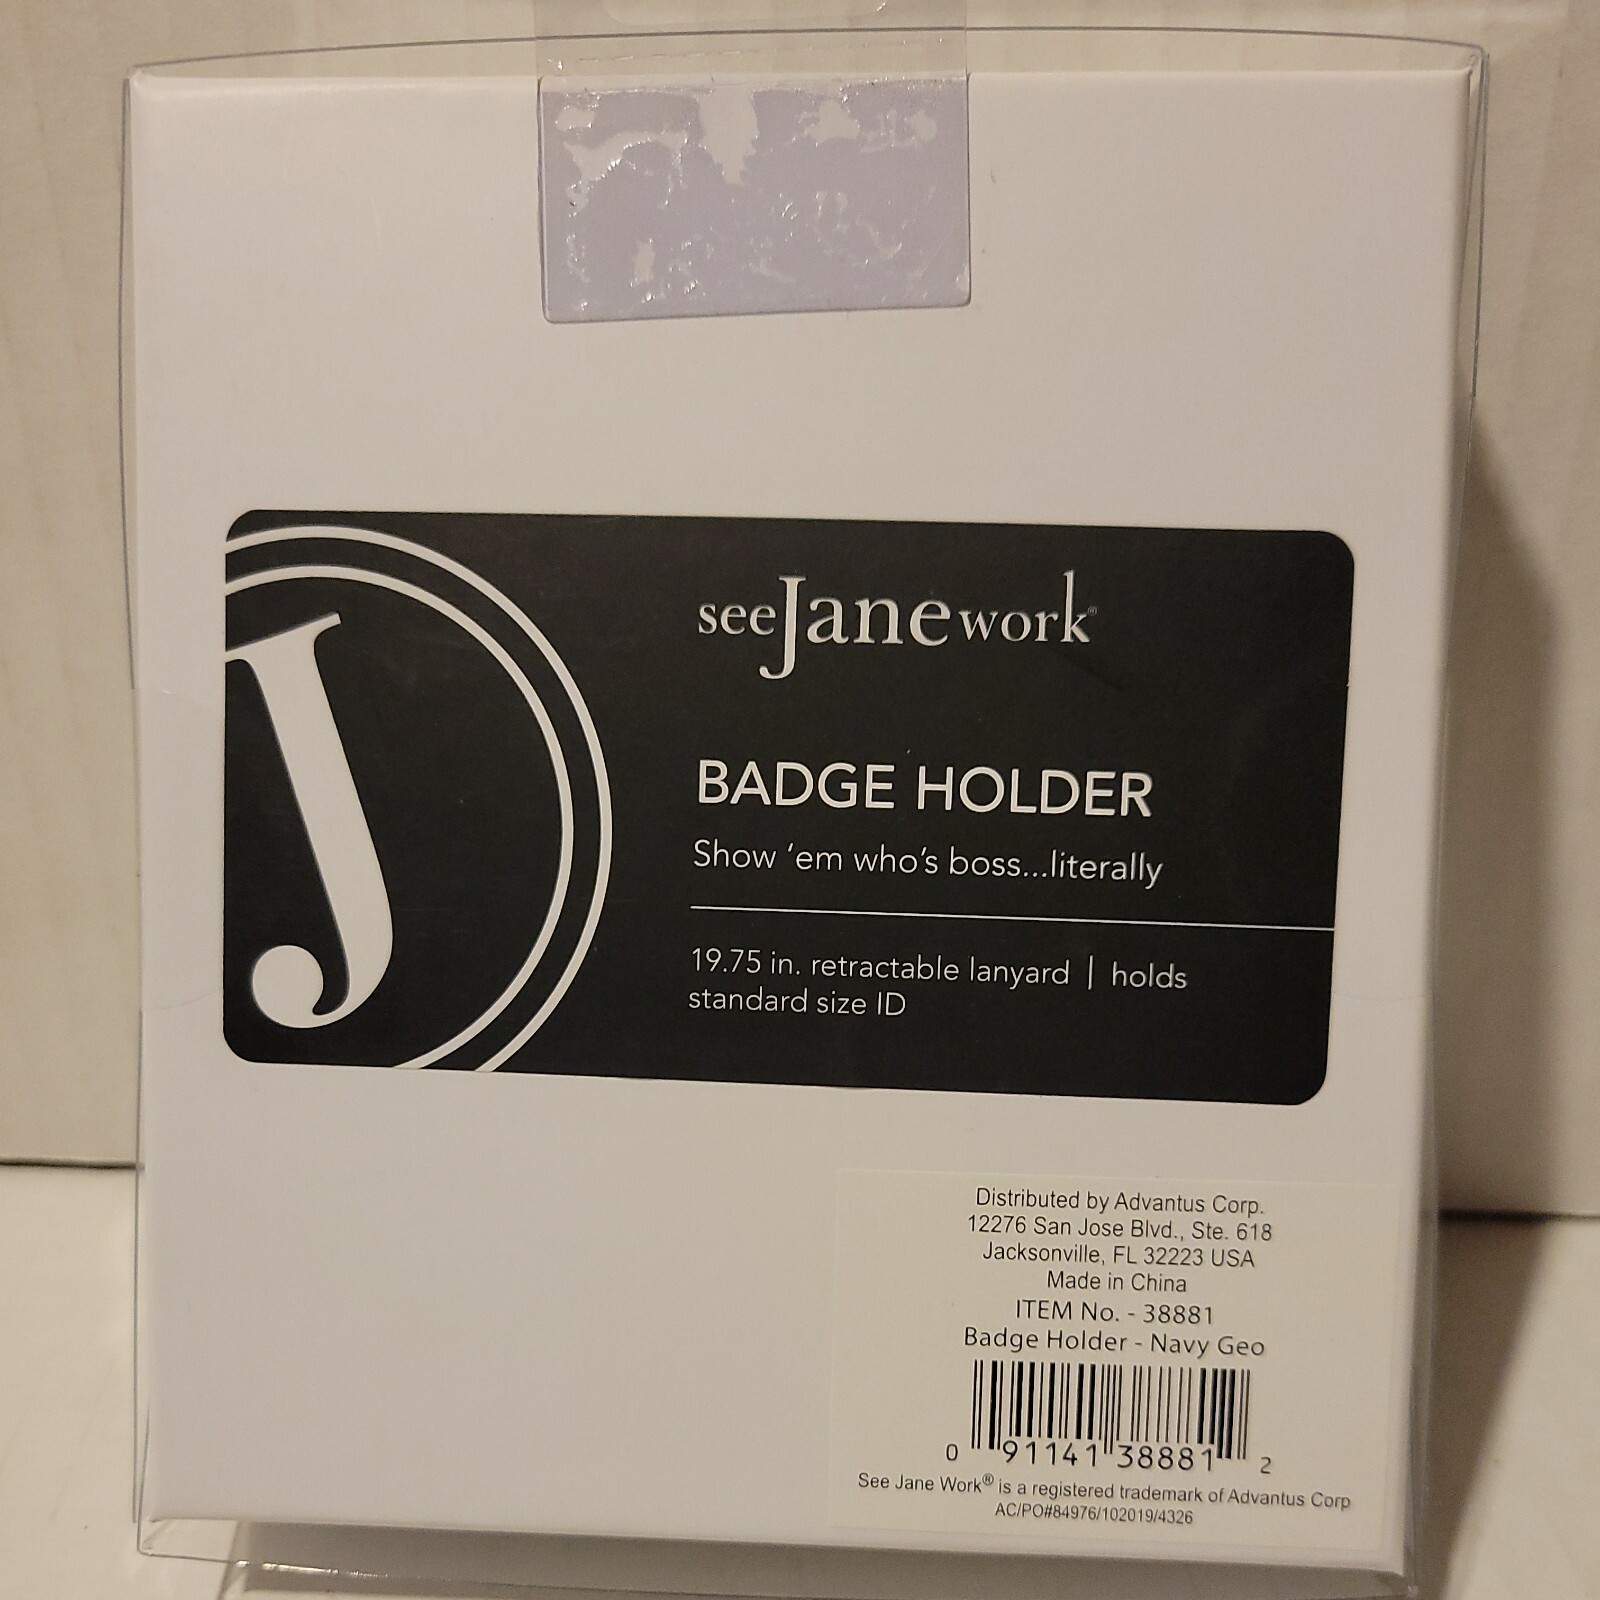 see Jane work®
J
BADGE HOLDER
Show 'em who's boss...literally
19.75 in. retractable lanyard | holds
standard size ID
Distributed by Advantus Corp.
12276 San Jose Blvd., Ste. 618
Jacksonville, FL 32223 USA
Made in China
ITEM No. - 38881
Badge Holder - Navy Geo
0 91141 38881 2
See Jane Work® is a registered trademark of Advantus Corp
AC/PO#84976/102019/4326